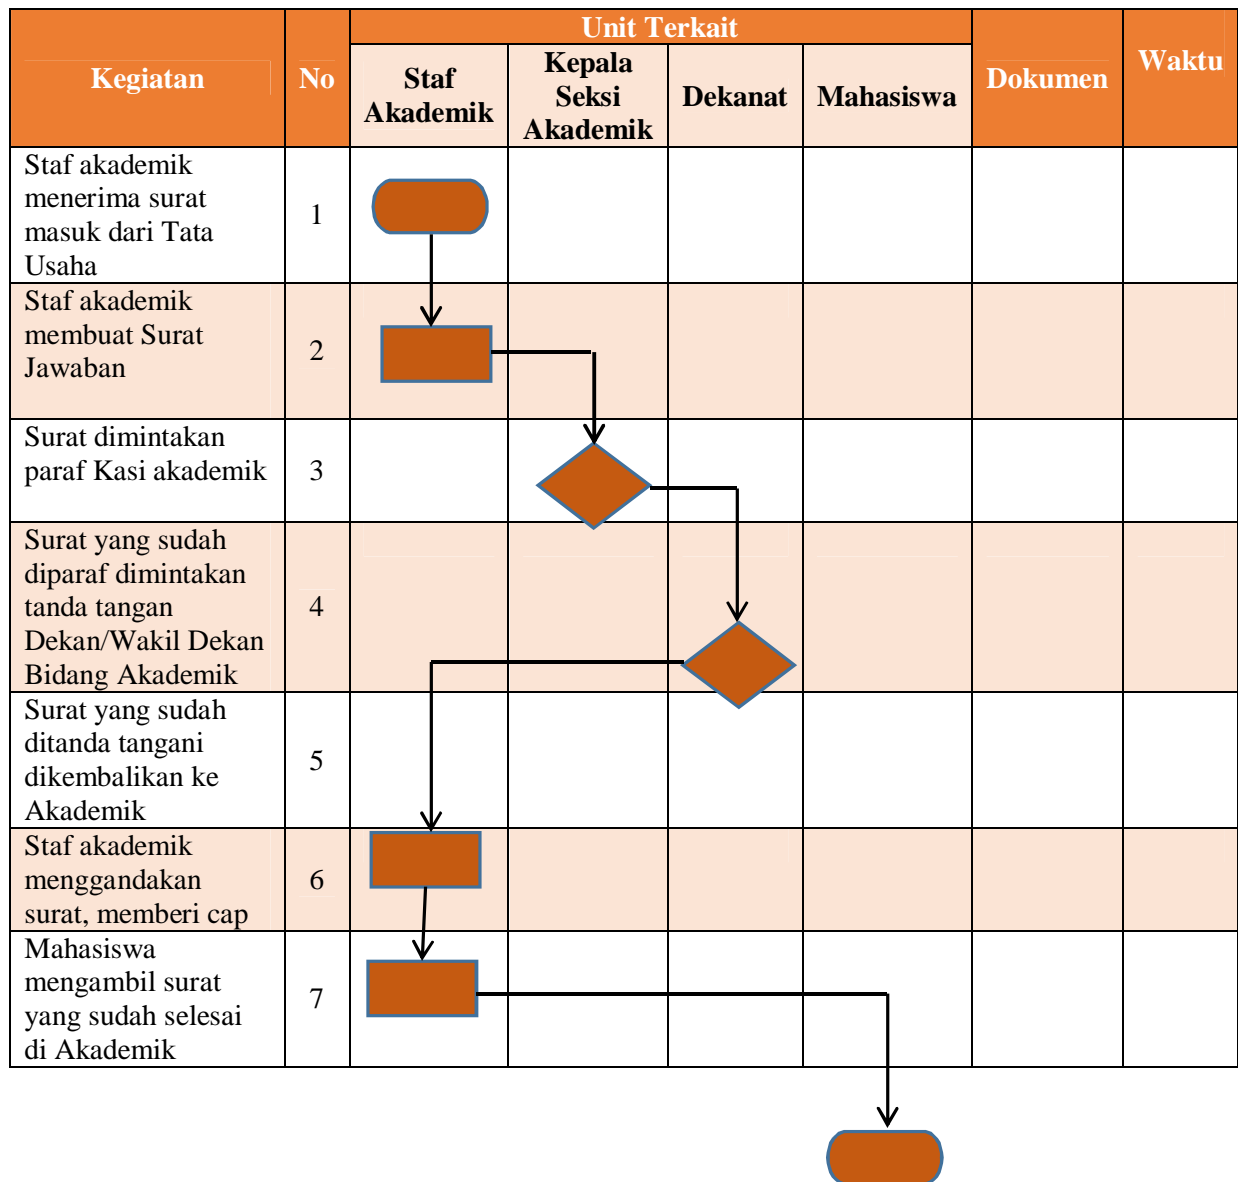 Kegiatan
No
Unit Terkait
Staf
Akademik
Kepala
Seksi
Akademik
Dekanat
Mahasiswa
Dokumen
Waktu
Staf akademik
menerima surat
masuk dari Tata
Usaha
1
Staf akademik
membuat Surat
Jawaban
2
Surat dimintakan
paraf Kasi akademik
3
Surat yang sudah
diparaf dimintakan
tanda tangan
Dekan/Wakil Dekan
Bidang Akademik
4
Surat yang sudah
ditanda tangani
dikembalikan ke
Akademik
5
Staf akademik
menggandakan
surat, memberi cap
6
Mahasiswa
mengambil surat
yang sudah selesai
di Akademik
7